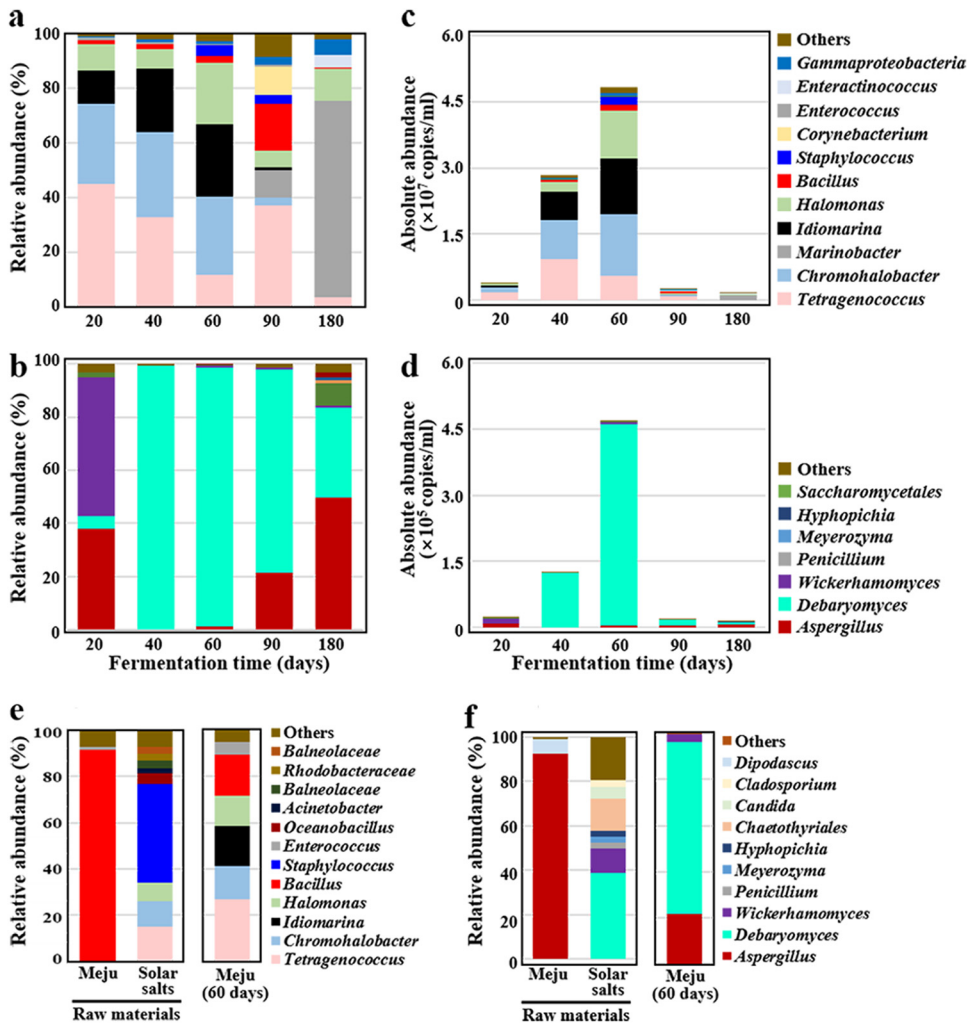 a
Relative abundance (%)
100
80
60
40
20
0
20 40 60 90 180
c
Absolute abundance
(×10⁷ copies/ml)
6.0
4.5
3.0
1.5
0
20 40 60 90 180
Others
Gammaproteobacteria
Enteractinococcus
Enterococcus
Corynebacterium
Staphylococcus
Bacillus
Halomonas
Idiomarina
Marinobacter
Chromohalobacter
Tetragenococcus
b
Relative abundance (%)
100
80
60
40
20
0
20 40 60 90 180
Fermentation time (days)
d
Absolute abundance
(×10⁵ copies/ml)
6.0
4.5
3.0
1.5
0
20 40 60 90 180
Fermentation time (days)
Others
Saccharomycetales
Hyphopichia
Meyerozyma
Penicillium
Wickerhamomyces
Debaryomyces
Aspergillus
e
Relative abundance (%)
100
80
60
40
20
0
Meju Solar
salts
Raw materials
Meju
(60 days)
Others
Balneolaceae
Rhodobacteraceae
Balneolaceae
Acinetobacter
Oceanobacillus
Enterococcus
Staphylococcus
Bacillus
Halomonas
Idiomarina
Chromohalobacter
Tetragenococcus
f
Relative abundance (%)
100
80
60
40
20
0
Meju Solar
salts
Raw materials
Meju
(60 days)
Others
Dipodascus
Cladosporium
Candida
Chaetothyriales
Hyphopichia
Meyerozyma
Penicillium
Wickerhamomyces
Debaryomyces
Aspergillus